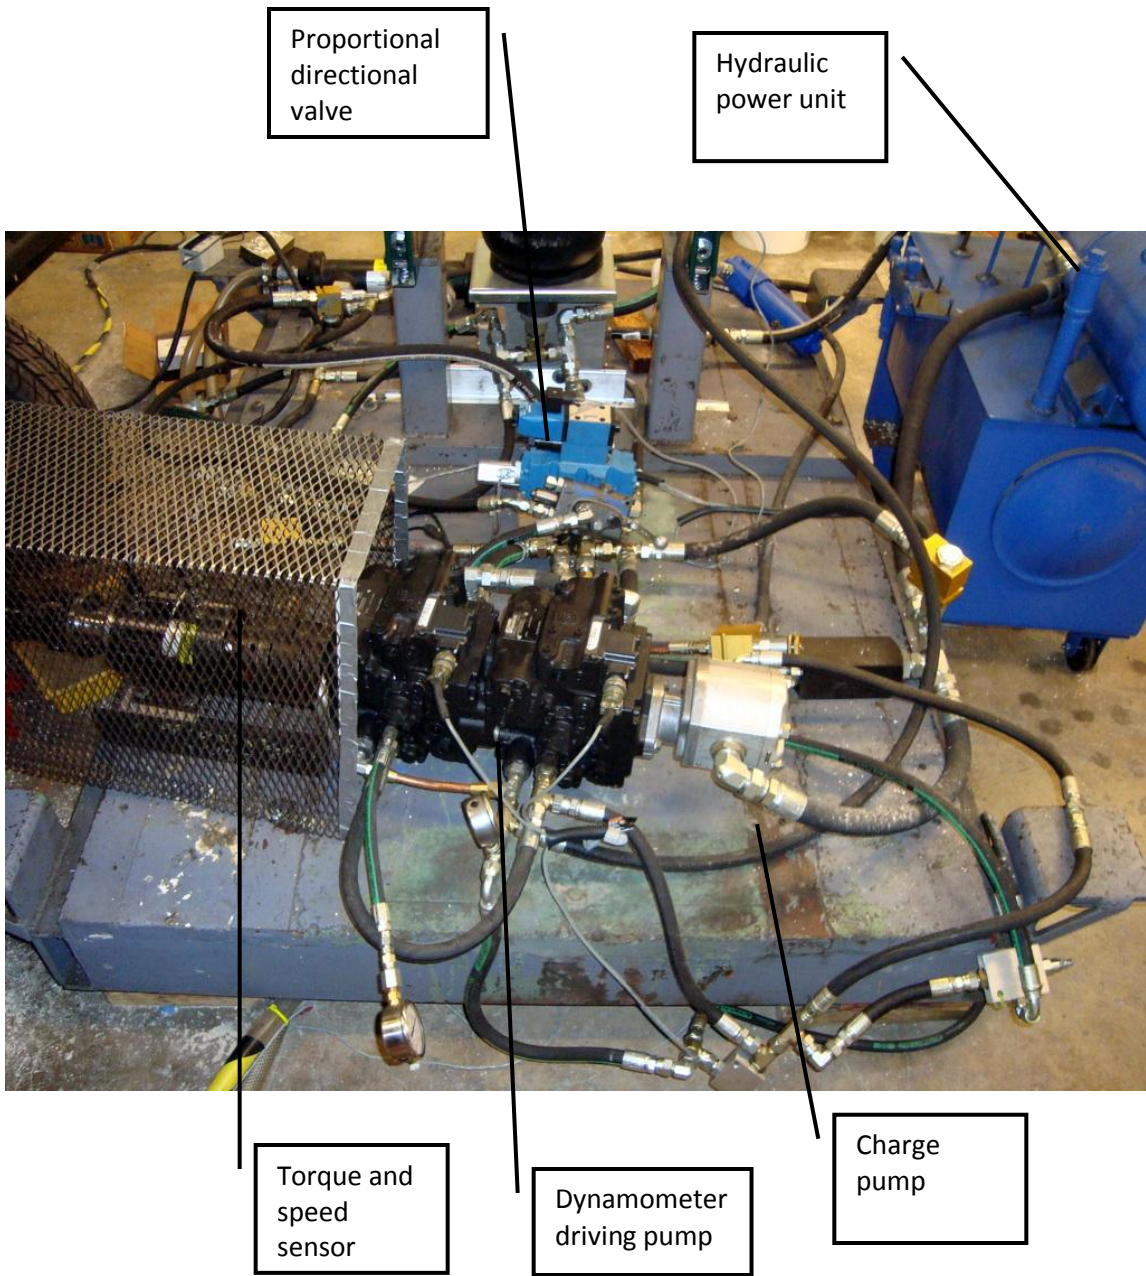 Proportional
directional
valve
Hydraulic
power unit
Torque and
speed
sensor
Dynamometer
driving pump
Charge
pump